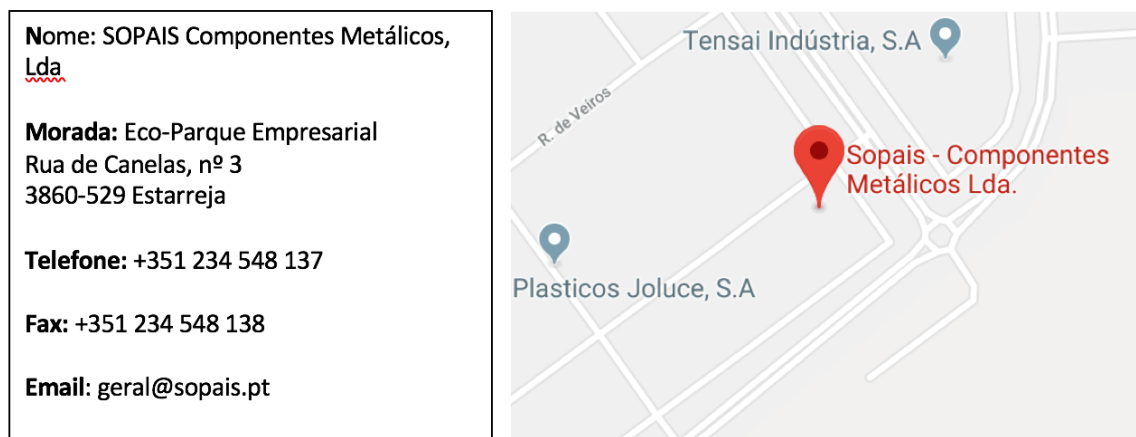 Nome: SOPAIS Componentes Metálicos,
Lda
Morada: Eco-Parque Empresarial
Rua de Canelas, nº 3
3860-529 Estarreja
Telefone: +351 234 548 137
Fax: +351 234 548 138
Email: geral@sopais.pt
Tensai Indústria, S.A
R. de Veiros
Sopais - Componentes
Metálicos Lda.
Plasticos Joluce, S.A